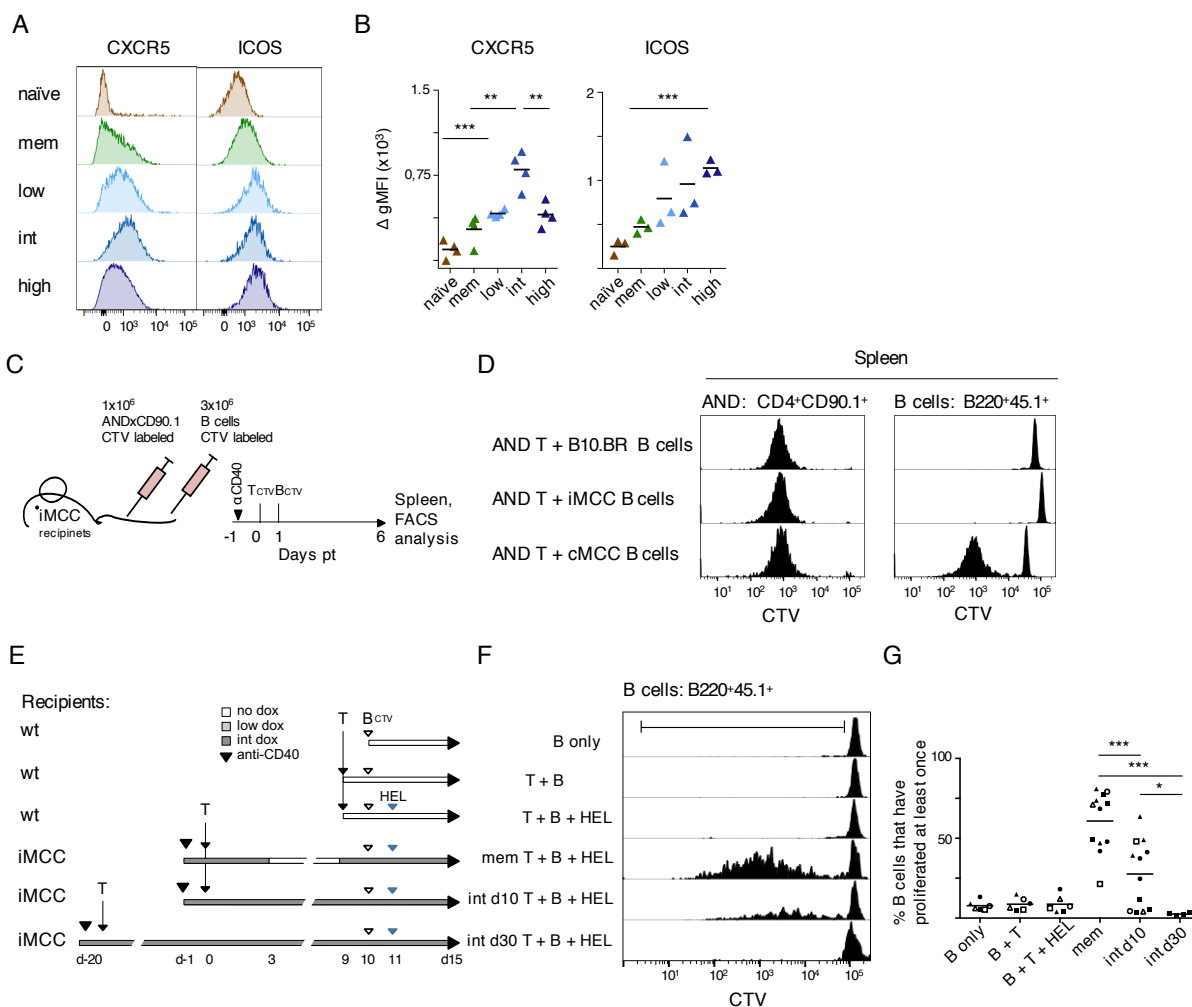 A
CXCR5 ICOS
naïve
mem
low
int
high
0 10³ 10⁴ 10⁵ 0 10³ 10⁴ 10⁵
B
CXCR5 ICOS
Δ gMFI (x10³)
1.5
0,75
** **
***
naïve mem low int high
2
1
0
***
naïve mem low int high
C
1x10⁶
ANDxCD90.1
CTV labeled
3x10⁶
B cells
CTV labeled
iMCC
recipinets
αCD40
TCTV BCTV
-1 0 1 6
Days pt
Spleen,
FACS
analysis
D
Spleen
AND: CD4⁺CD90.1⁺ B cells: B220⁺45.1⁺
AND T + B10.BR B cells
AND T + iMCC B cells
AND T + cMCC B cells
10¹ 10² 10³ 10⁴ 10⁵ 10¹ 10² 10³ 10⁴ 10⁵
CTV CTV
E
Recipients:
no dox
low dox
int dox
anti-CD40
T B CTV
wt
wt
wt
HEL
T
iMCC
iMCC
T
iMCC
d-20 d-1 0 3 9 10 11 d15
F
B cells: B220⁺45.1⁺
B only
T + B
T + B + HEL
mem T + B + HEL
int d10 T + B + HEL
int d30 T + B + HEL
10¹ 10² 10³ 10⁴ 10⁵
CTV
G
% B cells that have
proliferated at least once
100
50
0
***
***
*
B only B + T B + T + HEL mem int d10 int d30